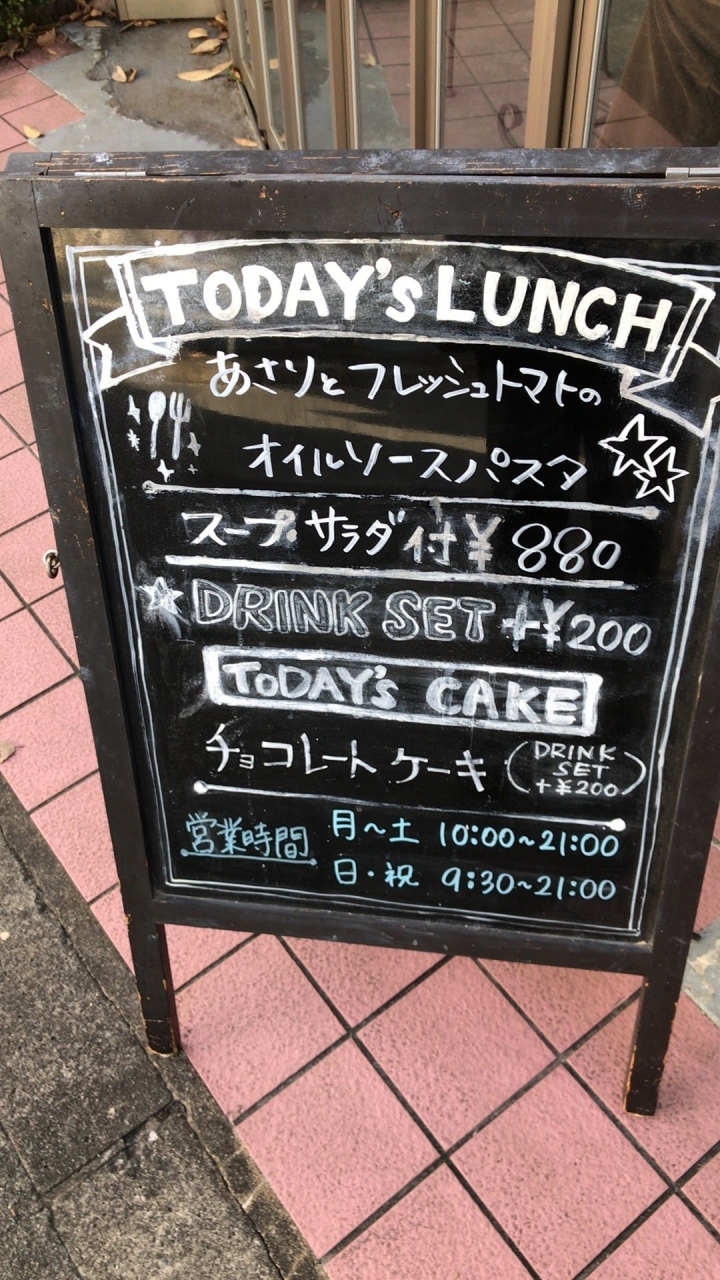 TODAY'S LUNCH
あさりとフレッシュトマトの
オイルソースパスタ
スープ・サラダ付 ¥880
DRINK SET +¥200
TODAY'S CAKE
チョコレートケーキ (DRINK SET +¥200)
営業時間 月~土 10:00~21:00
日・祝 9:30~21:00